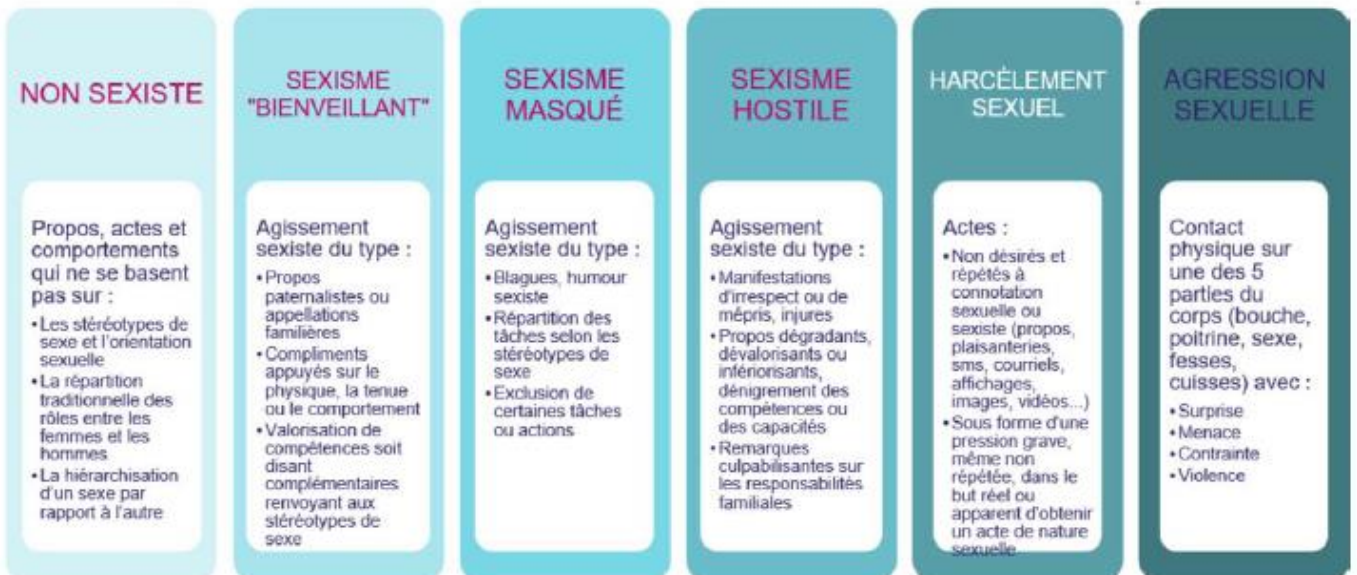 NON SEXISTE
Propos, actes et
comportements
qui ne se basent
pas sur :
•Les stéréotypes de
sexe et l'orientation
sexuelle
•La répartition
traditionnelle des
rôles entre les
femmes et les
hommes
•La hiérarchisation
d'un sexe par
rapport à l'autre
SEXISME
"BIENVEILLANT"
Agissement
sexiste du type :
•Propos
paternalistes ou
appellations
familières
•Compliments
appuyés sur le
physique, la tenue
ou le comportement
•Valorisation de
compétences soit
disant
complémentaires
renvoyant aux
stéréotypes de
sexe
SEXISME
MASQUÉ
Agissement
sexiste du type :
•Blagues, humour
sexiste
•Répartition des
tâches selon les
stéréotypes de
sexe
•Exclusion de
certaines tâches
ou actions
SEXISME
HOSTILE
Agissement
sexiste du type :
•Manifestations
d'irrespect ou de
mépris, injures
•Propos dégradants,
dévalorisants ou
infériorisants,
dénigrement des
compétences ou
des capacités
•Remarques
culpabilisantes sur
les responsabilités
familiales
HARCÈLEMENT
SEXUEL
Actes :
•Non désirés et
répétés à
connotation
sexuelle ou
sexiste (propos,
plaisanteries,
sms, courriels,
affichages,
images, vidéos...)
•Sous forme d'une
pression grave,
même non
répétée, dans le
but réel ou
apparent d'obtenir
un acte de nature
sexuelle
AGRESSION
SEXUELLE
Contact
physique sur
une des 5
parties du
corps (bouche,
poitrine, sexe,
fesses,
cuisses) avec :
•Surprise
•Menace
•Contrainte
•Violence